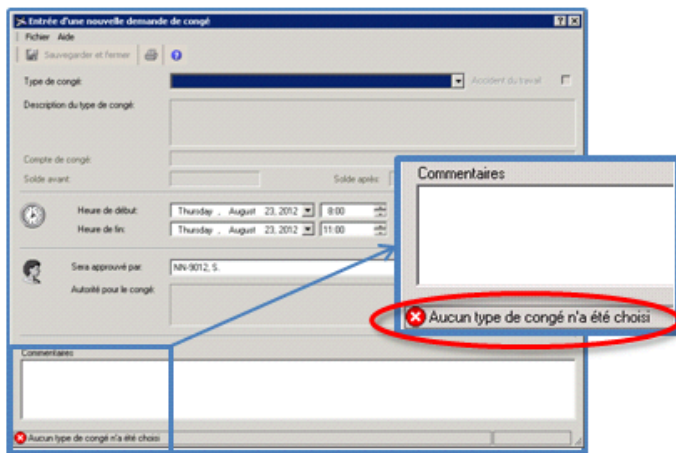 Entrée d'une nouvelle demande de congé
Fichier Aide
Sauvegarder et fermer
Type de congé:
Accident du travail
Description du type de congé:
Compte de congé:
Solde avant:
Solde après:
Heure de début:
Thursday , August 23, 2012
8:00
Heure de fin:
Thursday , August 23, 2012
11:00
Sera approuvé par:
NN-9012, S.
Autorité pour le congé:
Commentaires
Aucun type de congé n'a été choisi
Commentaires
Aucun type de congé n'a été choisi